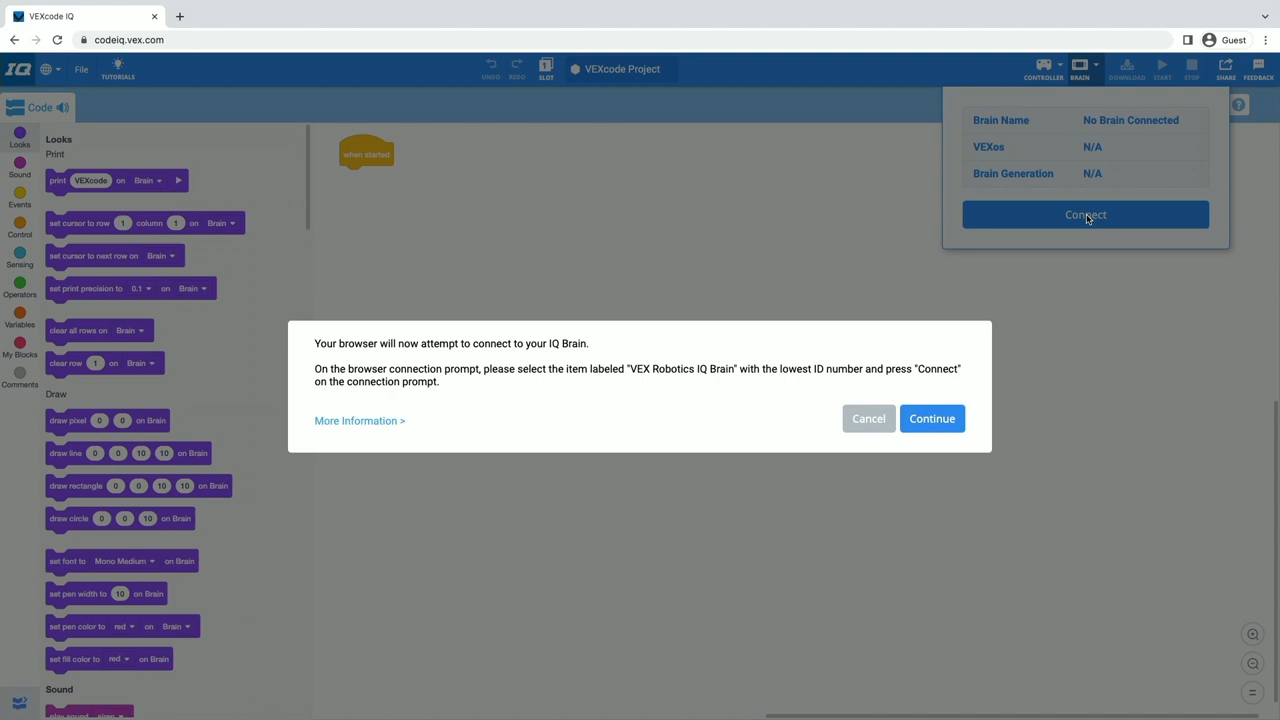 VEXcode IQ
codeiq.vex.com
Guest
IQ
File
TUTORIALS
UNDO
REDO
1
SLOT
VEXcode Project
CONTROLLER
BRAIN
DOWNLOAD
START
STOP
SHARE
FEEDBACK
Code
?
Brain Name No Brain Connected
VEXos N/A
Brain Generation N/A
Connect
Looks
Sound
Events
Control
Sensing
Operators
Variables
My Blocks
Comments
Looks
Print
print VEXcode on Brain
set cursor to row 1 column 1 on Brain
set cursor to next row on Brain
set print precision to 0.1 on Brain
clear all rows on Brain
clear row 1 on Brain
Draw
draw pixel 0 0 on Brain
draw line 0 0 10 10 on Brain
draw rectangle 0 0 10 10 on Brain
draw circle 0 0 10 on Brain
set font to Mono Medium on Brain
set pen width to 10 on Brain
set pen color to red on Brain
set fill color to red on Brain
Sound
when started
Your browser will now attempt to connect to your IQ Brain.
On the browser connection prompt, please select the item labeled "VEX Robotics IQ Brain" with the lowest ID number and press "Connect"
on the connection prompt.
More Information >
Cancel
Continue